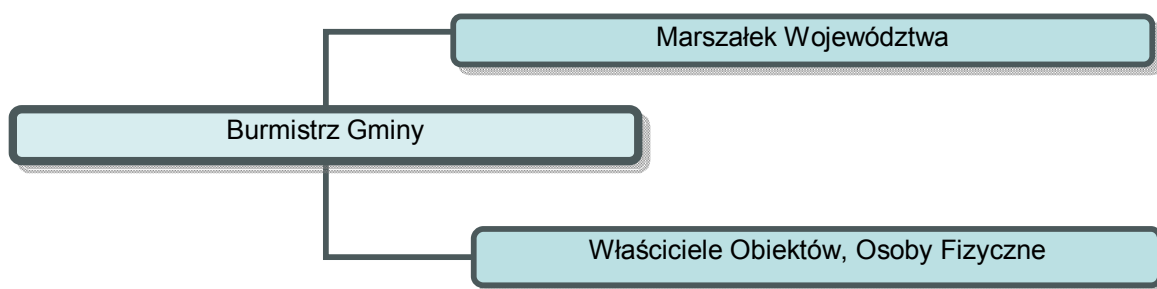 Marszałek Województwa
Burmistrz Gminy
Właściciele Obiektów, Osoby Fizyczne